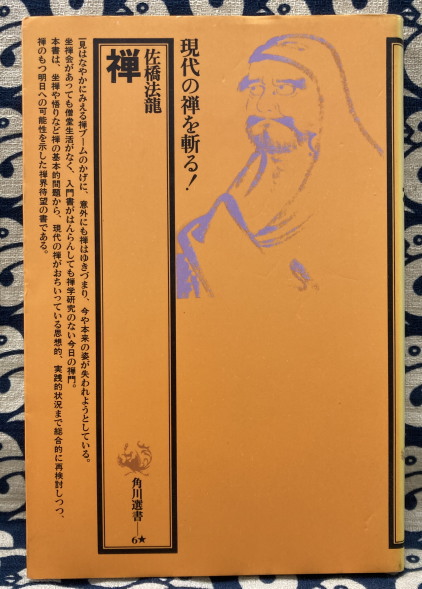 現代の禅を斬る！
佐橋法龍
禅
角川選書—6★
一見はなやかにみえる禅ブームのかげに、意外にも禅はゆきづまり、今や本来の姿が失われようとしている。
坐禅会があっても僧堂生活がなく、入門書がはんらんしても禅学研究のない今日の禅門。
本書は、坐禅や悟りなど禅の基本的問題から、現代の禅がおちいっている思想的、実践的状況まで総合的に再検討しつつ、
禅のもつ明日への可能性を示した禅界待望の書である。